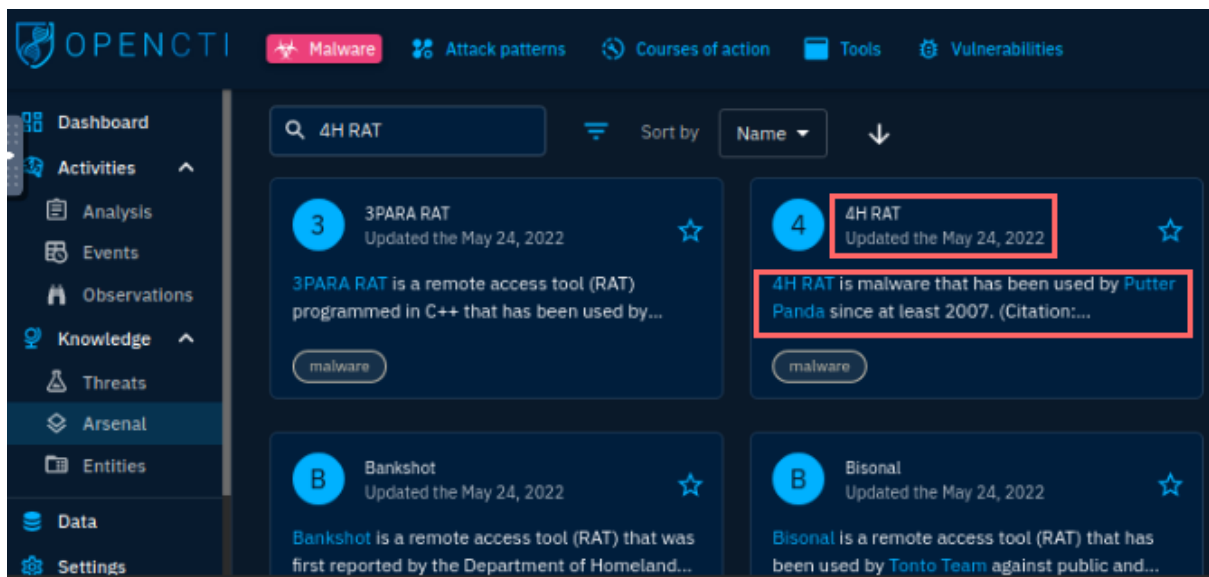 OPENCTI
Malware
Attack patterns
Courses of action
Tools
Vulnerabilities
Dashboard
Activities
Analysis
Events
Observations
Knowledge
Threats
Arsenal
Entities
Data
Settings
4H RAT
Sort by
Name
3
3PARA RAT
Updated the May 24, 2022
3PARA RAT is a remote access tool (RAT)
programmed in C++ that has been used by...
malware
4
4H RAT
Updated the May 24, 2022
4H RAT is malware that has been used by Putter
Panda since at least 2007. (Citation:...
malware
B
Bankshot
Updated the May 24, 2022
Bankshot is a remote access tool (RAT) that was
first reported by the Department of Homeland...
B
Bisonal
Updated the May 24, 2022
Bisonal is a remote access tool (RAT) that has
been used by Tonto Team against public and...